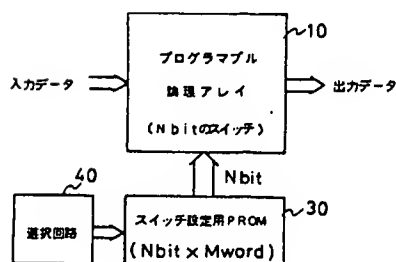 10
プログラマブル
論理アレイ
(Nbitのスイッチ)
入力データ
出力データ
Nbit
40
選択回路
30
スイッチ設定用PROM
(Nbit x Mword)